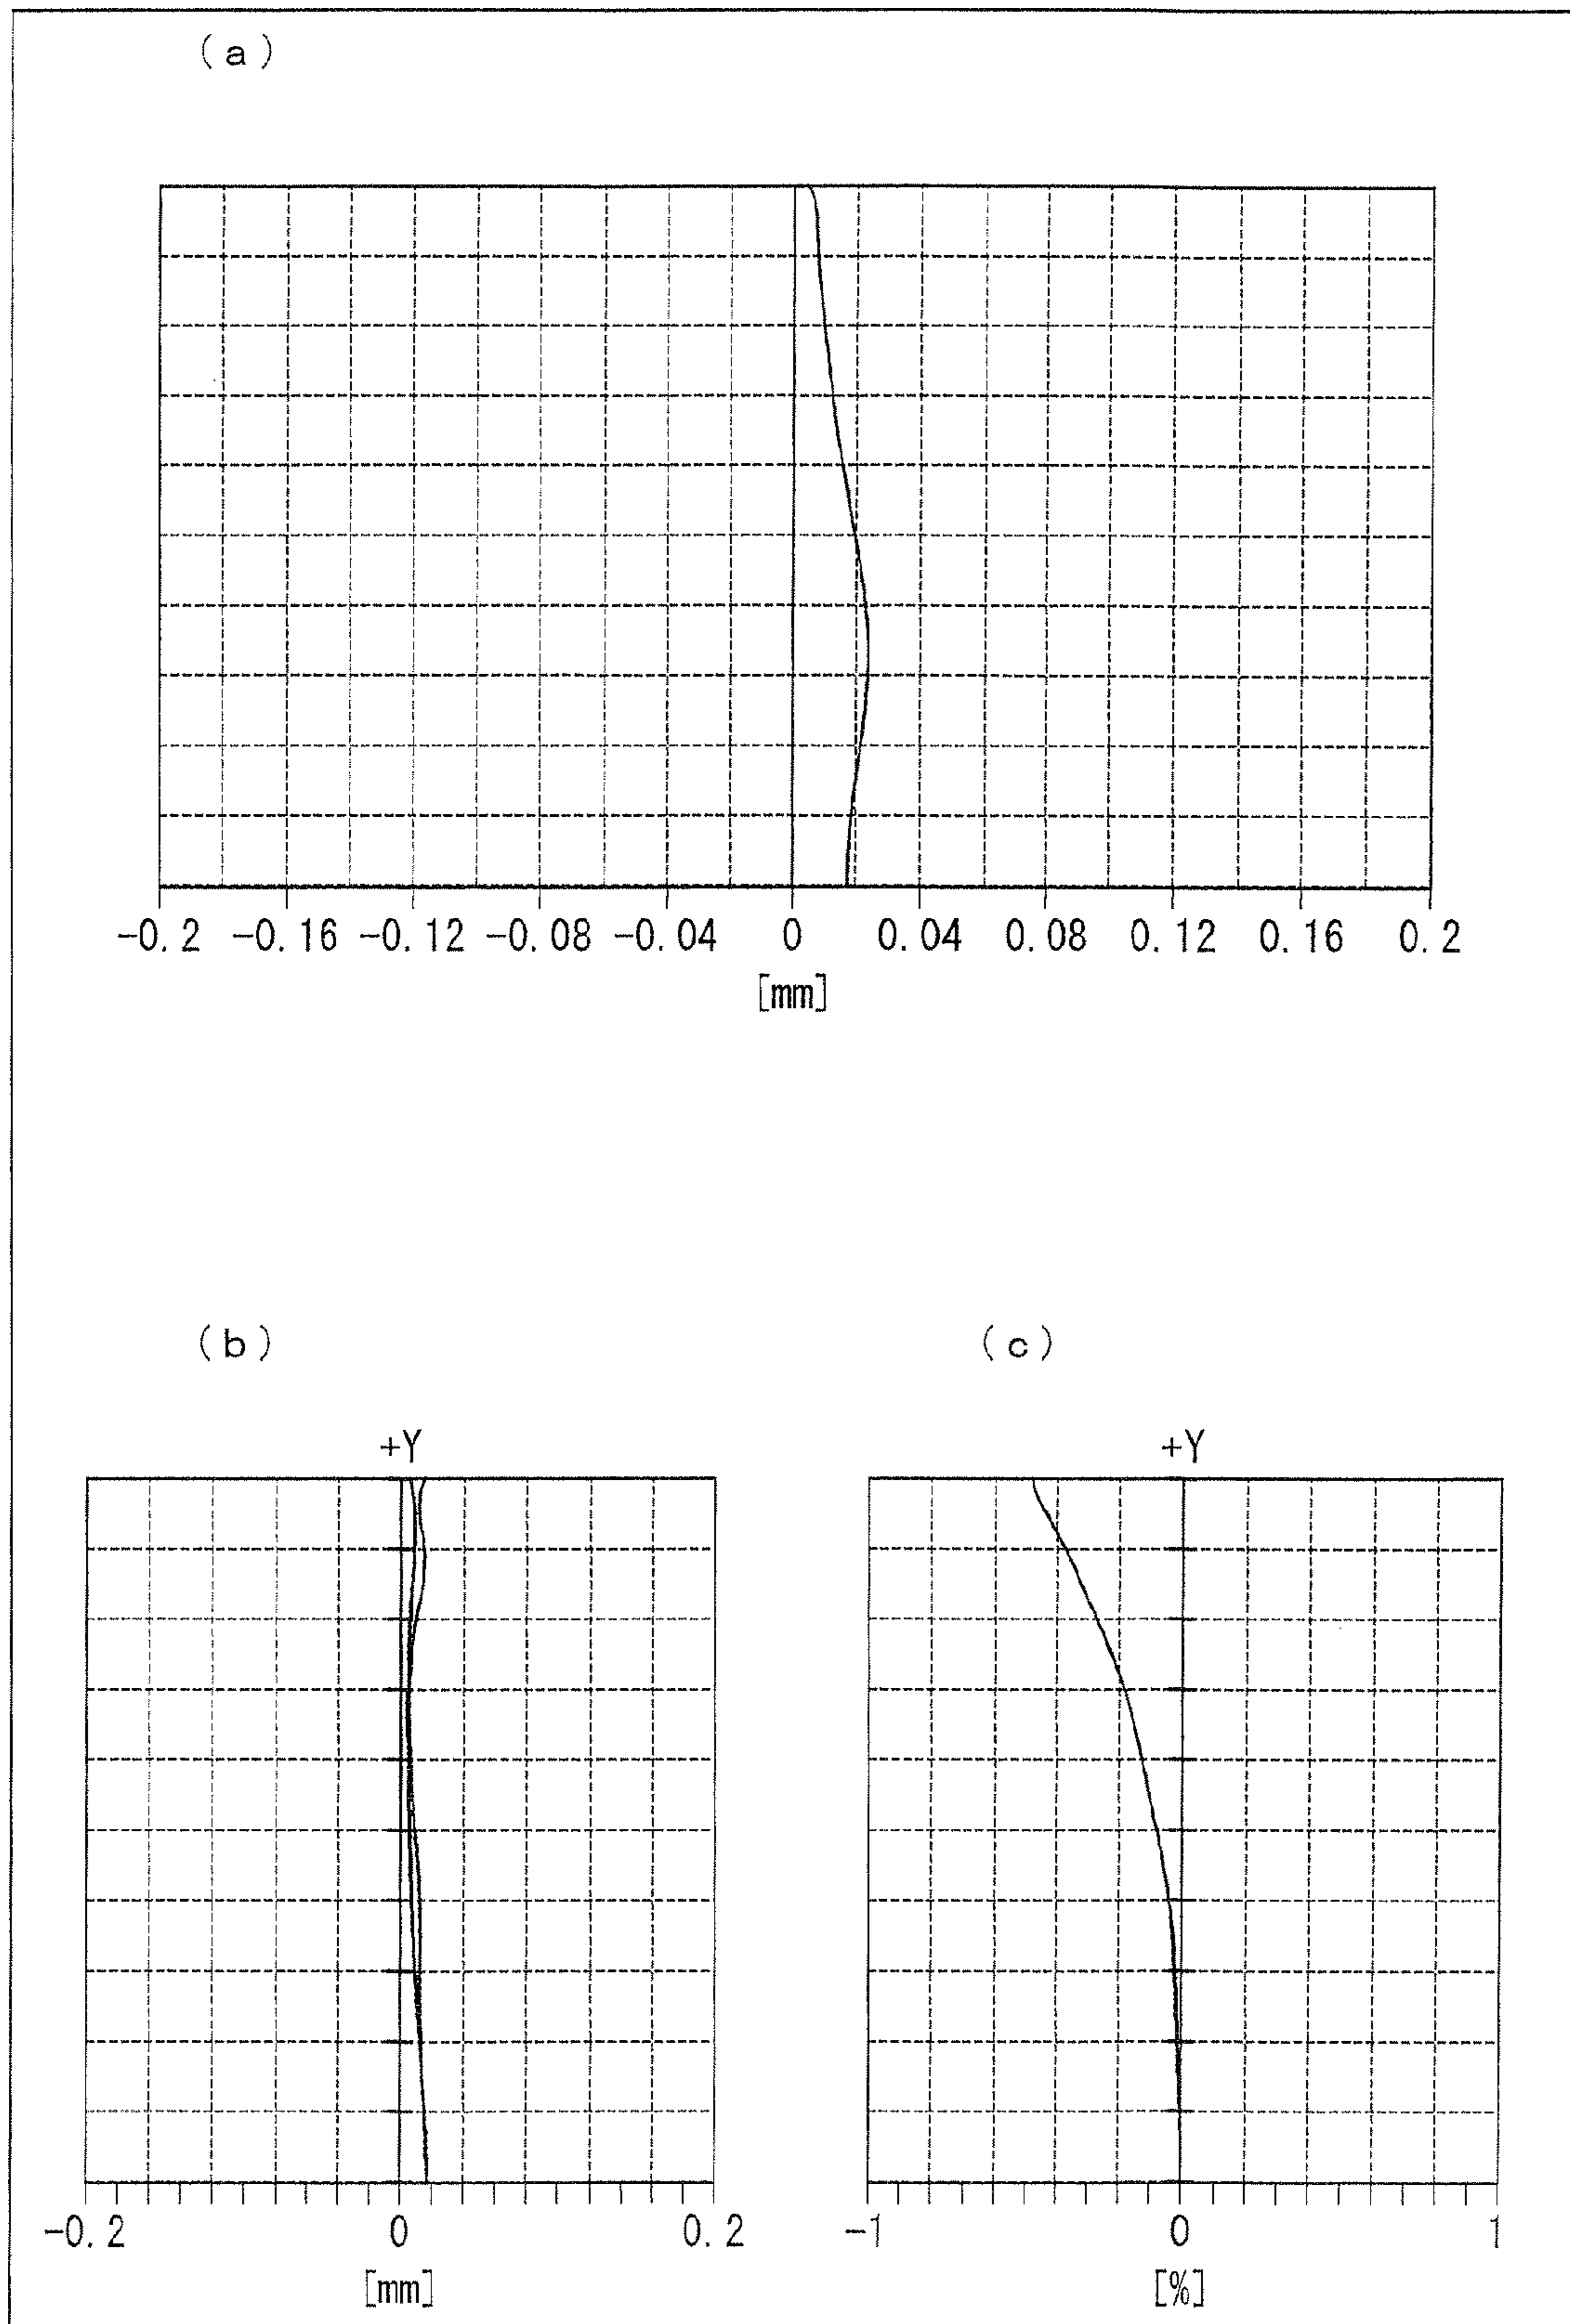 (a)
-0.2 -0.16 -0.12 -0.08 -0.04 0 0.04 0.08 0.12 0.16 0.2
[mm]
(b) (c)
+Y +Y
-0.2 0 0.2 -1 0 1
[mm] [%]